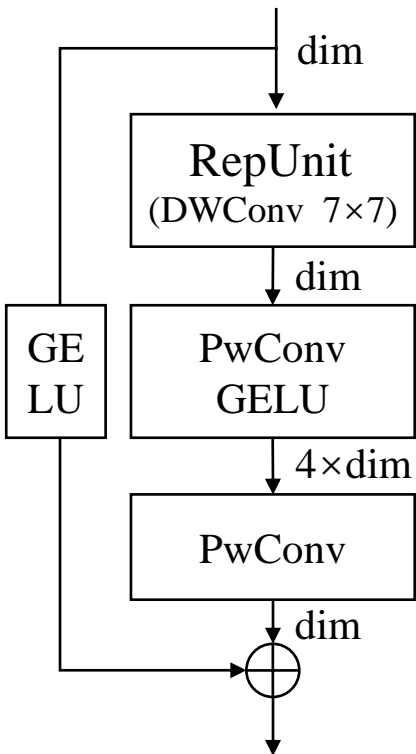 dim
RepUnit
(DWConv 7×7)
dim
GE
LU
PwConv
GELU
4×dim
PwConv
dim